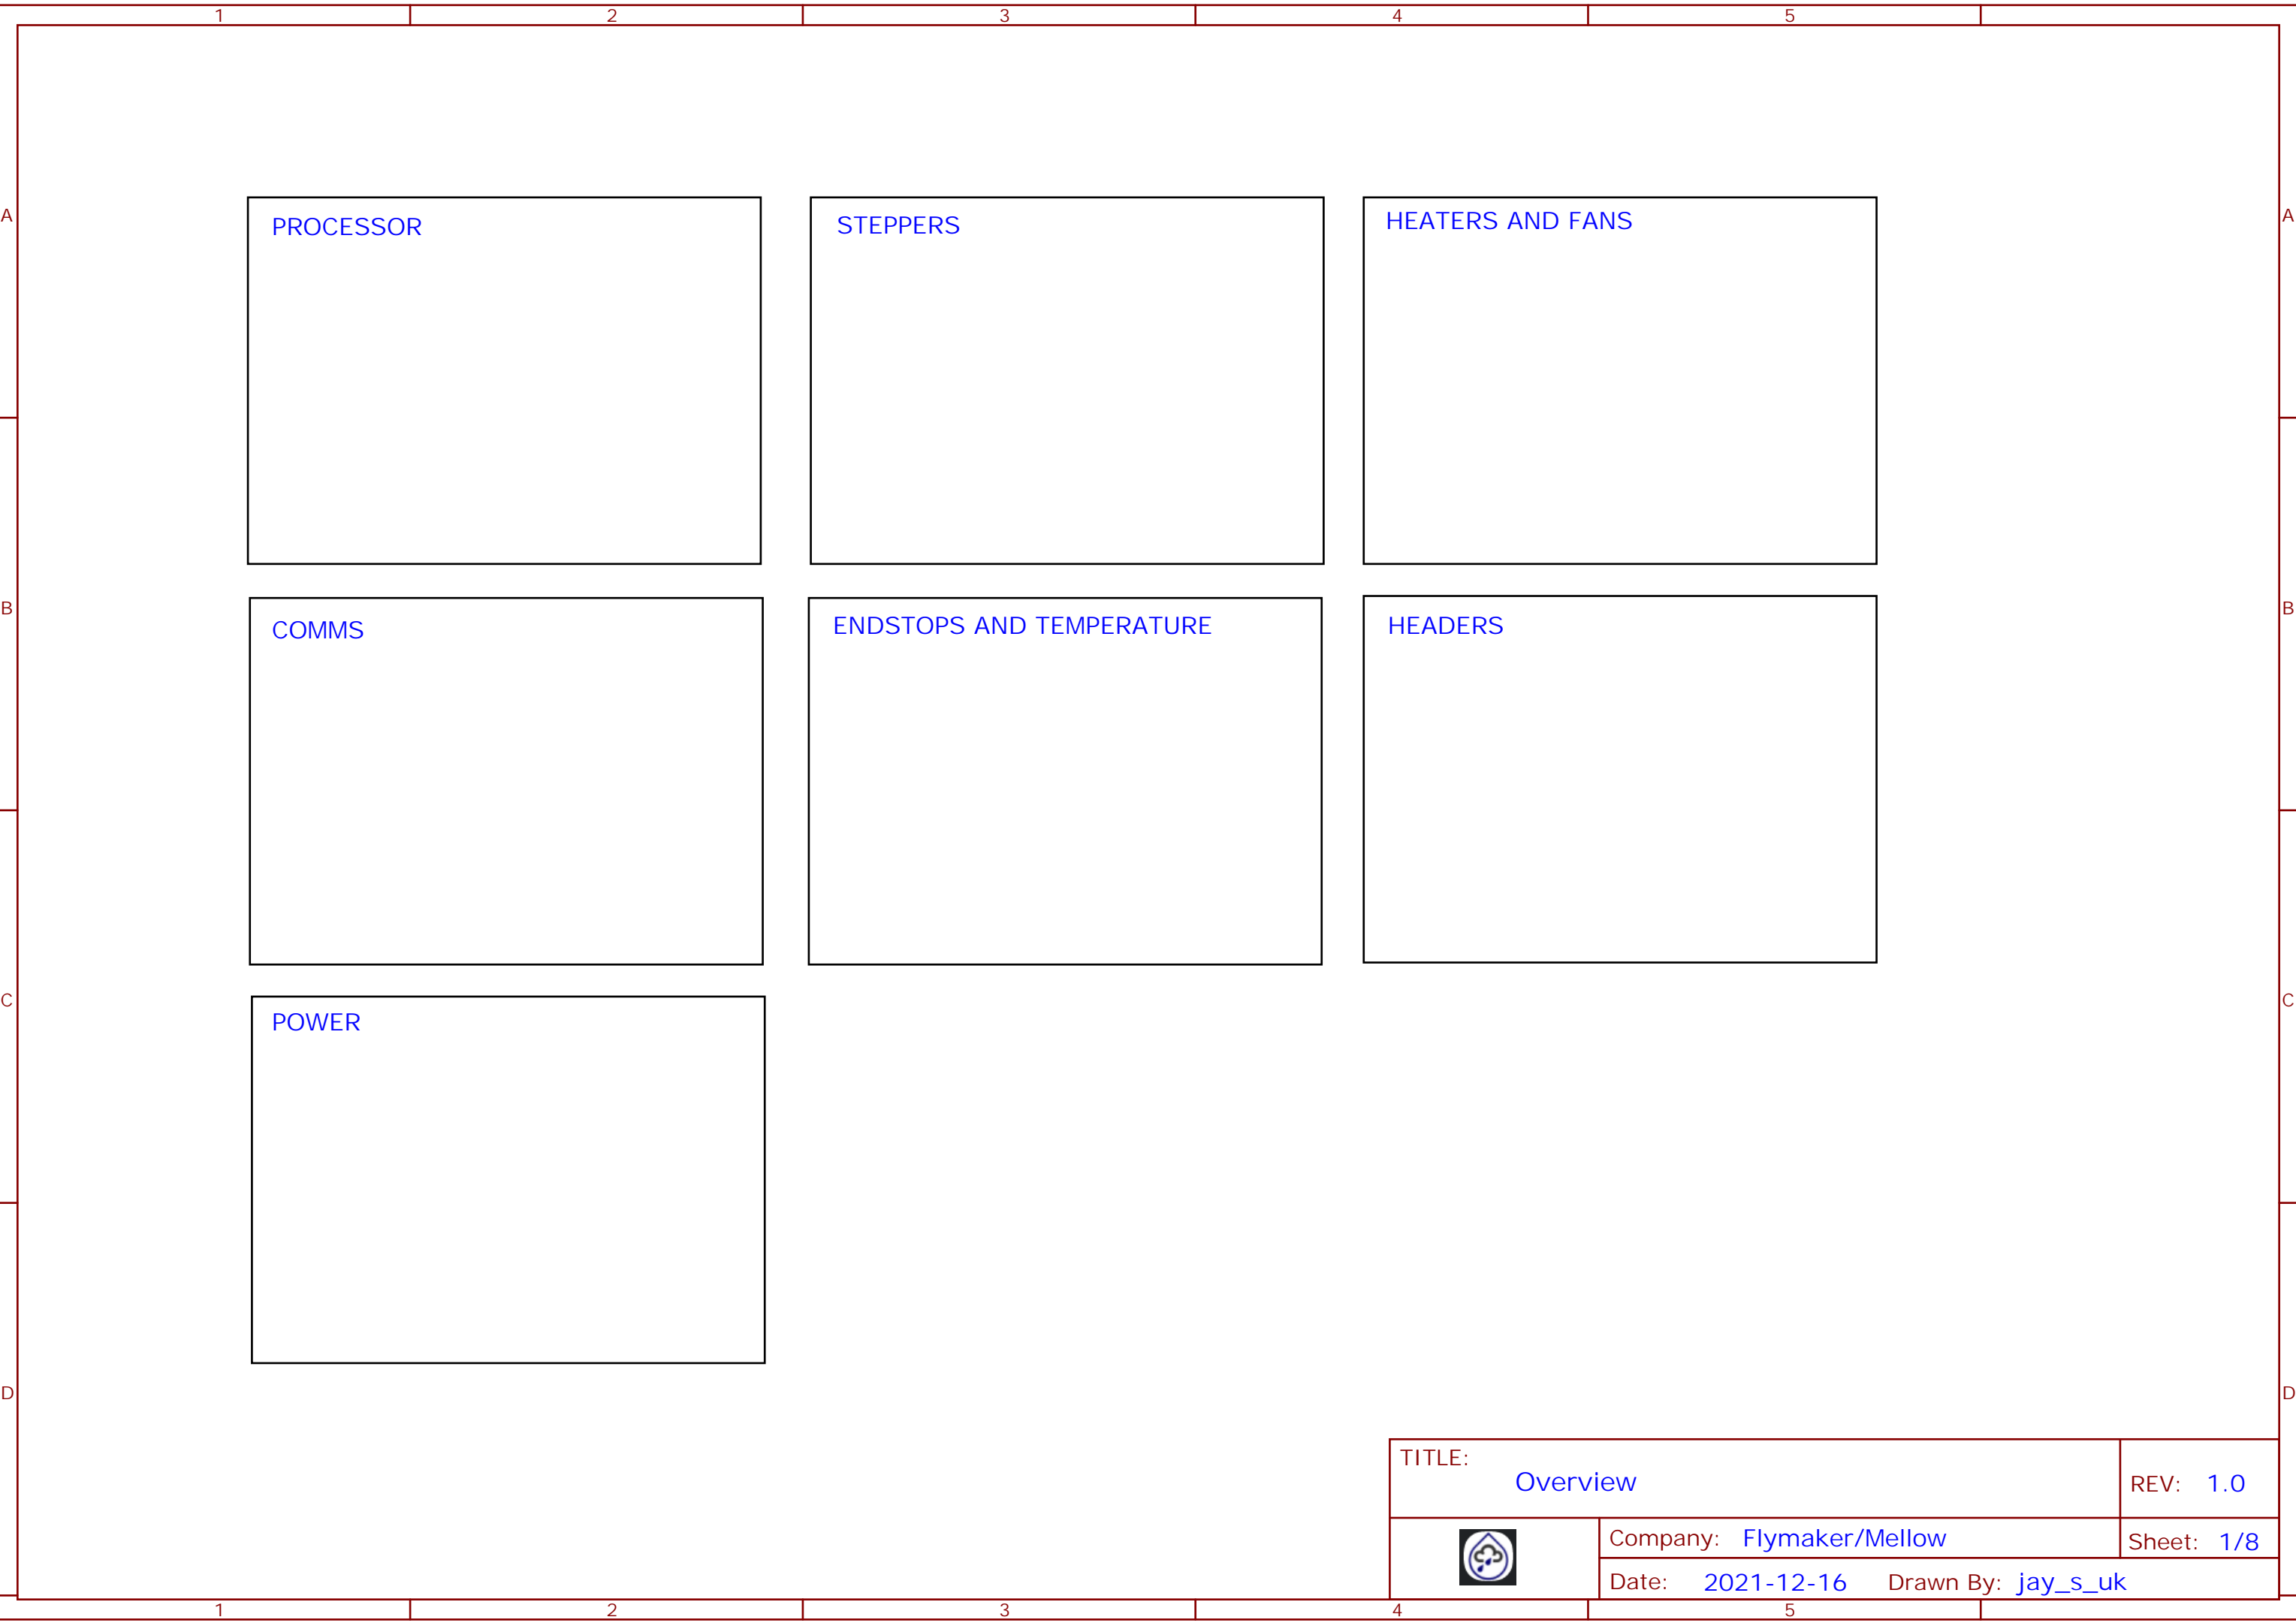 1 2 3 4 5
A A
PROCESSOR STEPPERS HEATERS AND FANS
B B
COMMS ENDSTOPS AND TEMPERATURE HEADERS
C C
POWER
D D
TITLE:
Overview
REV: 1.0
Company: Flymaker/Mellow
Sheet: 1/8
Date: 2021-12-16 Drawn By: jay_s_uk
1 2 3 4 5